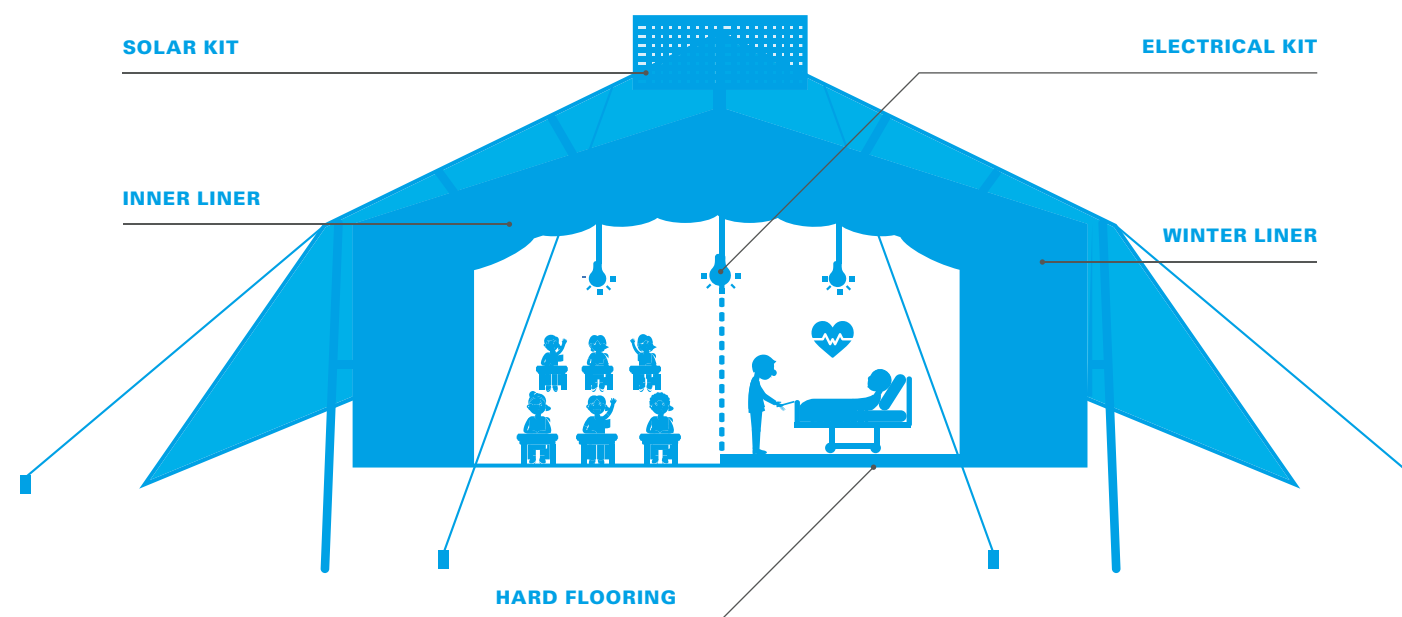 SOLAR KIT
ELECTRICAL KIT
INNER LINER
WINTER LINER
HARD FLOORING